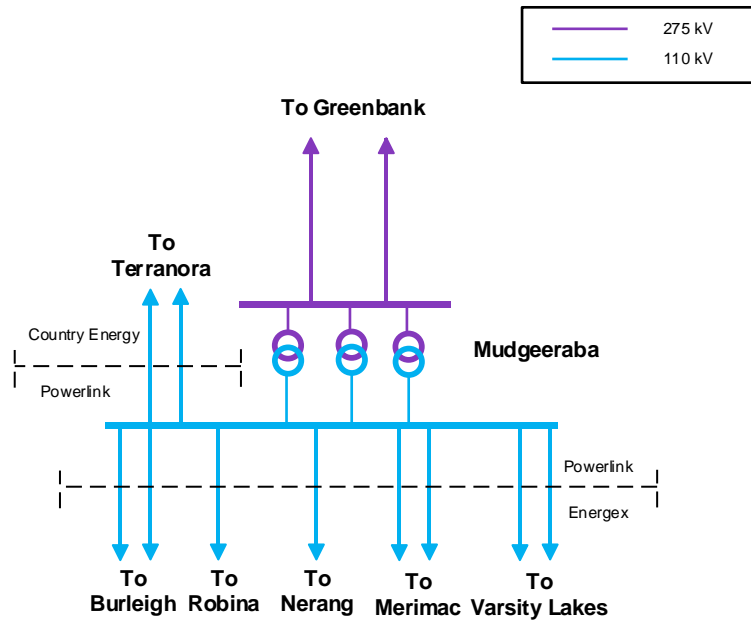 275 kV
110 kV
To Greenbank
To
Terranora
Country Energy
Powerlink
Mudgeeraba
Powerlink
Energex
To
Burleigh
To
Robina
To
Nerang
To
Merimac
To
Varsity Lakes